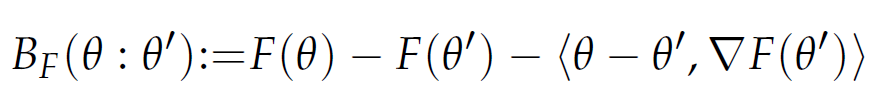 B_F(θ : θ′):=F(θ) − F(θ′) − ⟨θ − θ′, ∇F(θ′)⟩